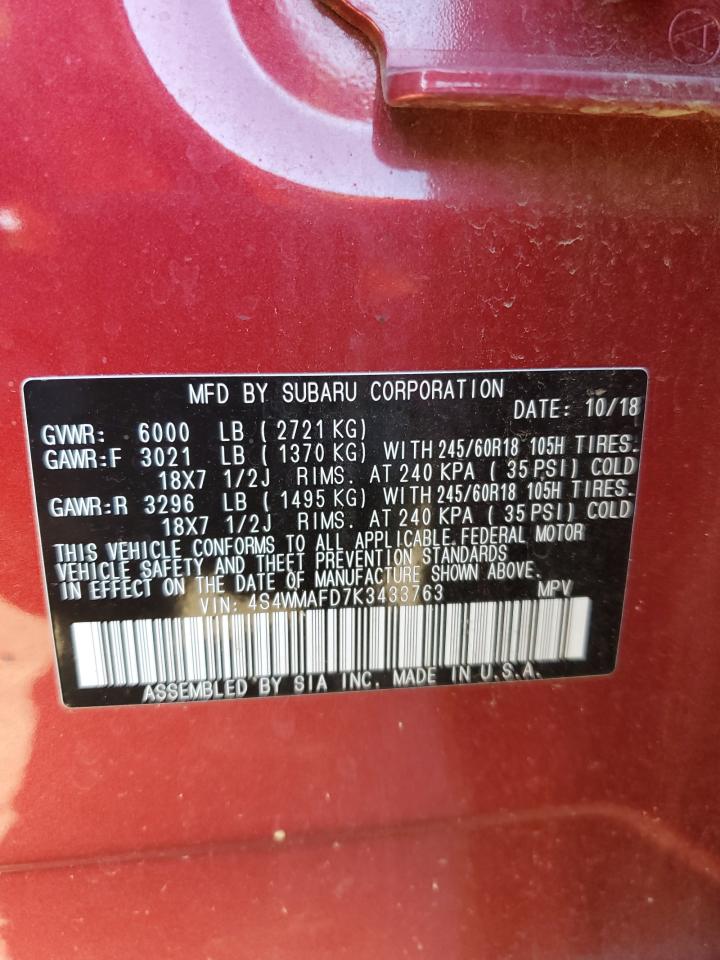 MFD BY SUBARU CORPORATION
DATE: 10/18
GVWR: 6000 LB ( 2721 KG)
GAWR:F 3021 LB ( 1370 KG) WITH 245/60R18 105H TIRES.
18X7 1/2J RIMS. AT 240 KPA ( 35 PSI) COLD
GAWR:R 3296 LB ( 1495 KG) WITH 245/60R18 105H TIRES.
18X7 1/2J RIMS. AT 240 KPA ( 35 PSI) COLD
THIS VEHICLE CONFORMS TO ALL APPLICABLE FEDERAL MOTOR
VEHICLE SAFETY AND THEFT PREVENTION STANDARDS
IN EFFECT ON THE DATE OF MANUFACTURE SHOWN ABOVE.
VIN: 4S4WMAFD7K3433763 MPV
ASSEMBLED BY SIA INC. MADE IN U.S.A.